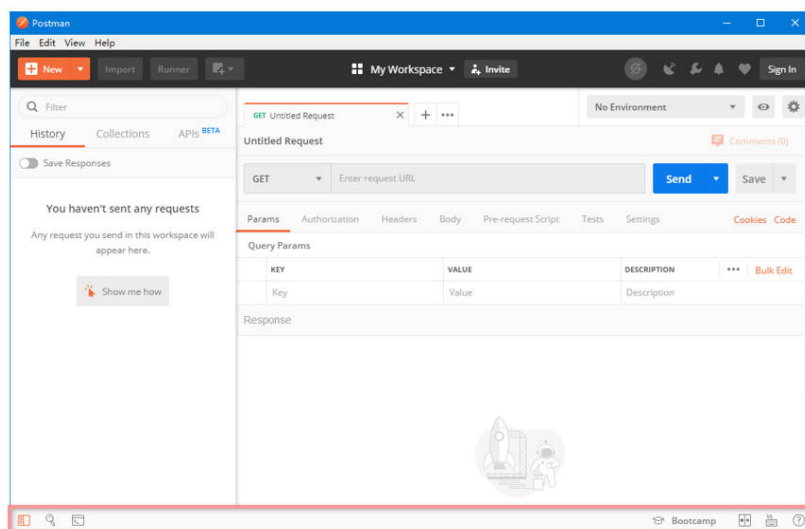 Postman
File Edit View Help
New Import Runner My Workspace Invite Sign In
Filter
History Collections APIs BETA
Save Responses
You haven't sent any requests
Any request you send in this workspace will
appear here.
Show me how
GET Untitled Request
No Environment
Untitled Request Comments (0)
GET Enter request URL Send Save
Params Authorization Headers Body Pre-request Script Tests Settings Cookies Code
Query Params
KEY VALUE DESCRIPTION Bulk Edit
Key Value Description
Response
Bootcamp